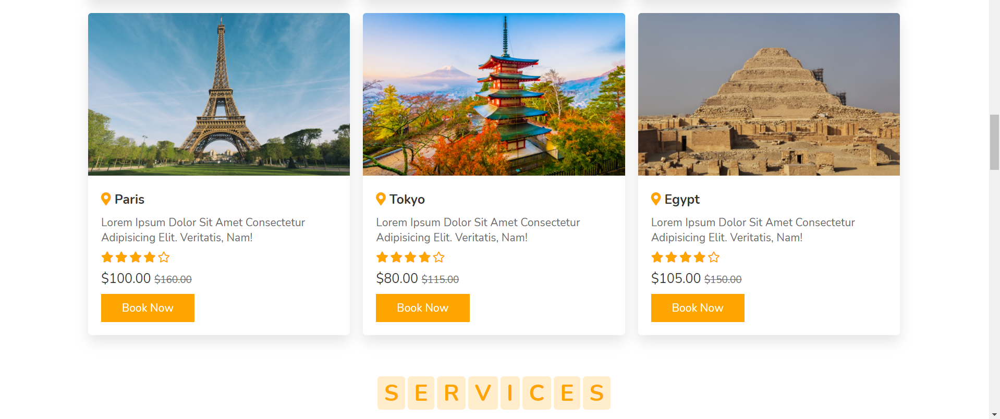 Paris
Lorem Ipsum Dolor Sit Amet Consectetur
Adipisicing Elit. Veritatis, Nam!
$100.00 $160.00
Book Now
Tokyo
Lorem Ipsum Dolor Sit Amet Consectetur
Adipisicing Elit. Veritatis, Nam!
$80.00 $115.00
Book Now
Egypt
Lorem Ipsum Dolor Sit Amet Consectetur
Adipisicing Elit. Veritatis, Nam!
$105.00 $150.00
Book Now
SERVICES